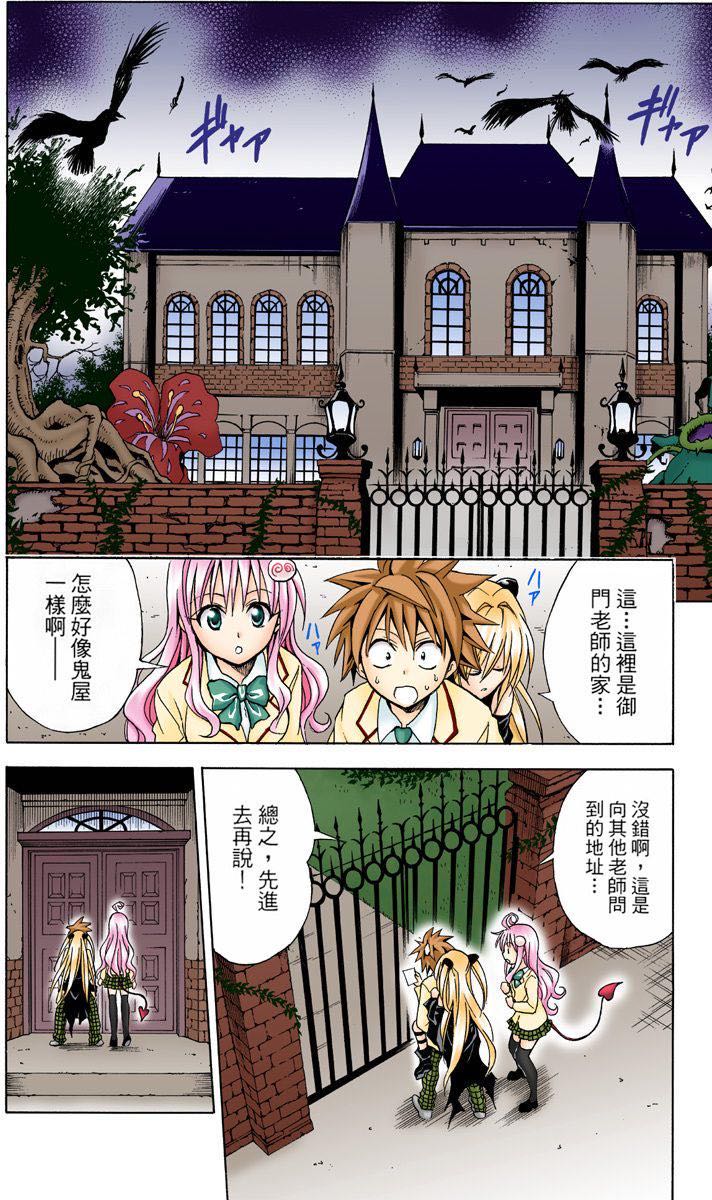 ギャア
ギャア
這⋯這裡是御
門老師的家⋯
ハァ
ハァ
怎麼好像鬼屋
一樣啊——
沒錯啊，這是
向其他老師問
到的地址⋯
總之，先進
去再說！